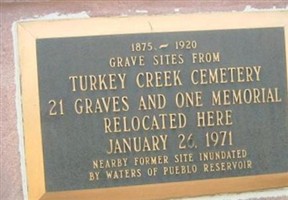 1875 - 1920
GRAVE SITES FROM
TURKEY CREEK CEMETERY
21 GRAVES AND ONE MEMORIAL
RELOCATED HERE
JANUARY 26, 1971
NEARBY FORMER SITE INUNDATED
BY WATERS OF PUEBLO RESERVOIR